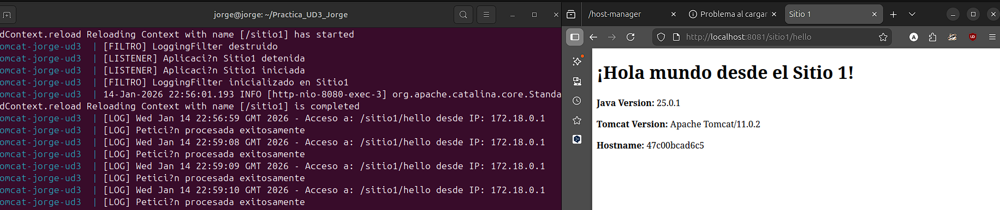 jorge@jorge: ~/Practica_UD3_Jorge
dContext.reload Reloading Context with name [/sitio1] has started
omcat-jorge-ud3 | [FILTRO] LoggingFilter destruido
omcat-jorge-ud3 | [LISTENER] Aplicaci?n Sitio1 detenida
omcat-jorge-ud3 | [LISTENER] Aplicaci?n Sitio1 iniciada
omcat-jorge-ud3 | [FILTRO] LoggingFilter inicializado en Sitio1
omcat-jorge-ud3 | 14-Jan-2026 22:56:01.193 INFO [http-nio-8080-exec-3] org.apache.catalina.core.Standa
dContext.reload Reloading Context with name [/sitio1] is completed
omcat-jorge-ud3 | [LOG] Wed Jan 14 22:56:59 GMT 2026 - Acceso a: /sitio1/hello desde IP: 172.18.0.1
omcat-jorge-ud3 | [LOG] Petici?n procesada exitosamente
omcat-jorge-ud3 | [LOG] Wed Jan 14 22:59:08 GMT 2026 - Acceso a: /sitio1/hello desde IP: 172.18.0.1
omcat-jorge-ud3 | [LOG] Petici?n procesada exitosamente
omcat-jorge-ud3 | [LOG] Wed Jan 14 22:59:09 GMT 2026 - Acceso a: /sitio1/hello desde IP: 172.18.0.1
omcat-jorge-ud3 | [LOG] Petici?n procesada exitosamente
omcat-jorge-ud3 | [LOG] Wed Jan 14 22:59:10 GMT 2026 - Acceso a: /sitio1/hello desde IP: 172.18.0.1
omcat-jorge-ud3 | [LOG] Petici?n procesada exitosamente
/host-manager
Problema al cargar
Sitio 1
http://localhost:8081/sitio1/hello
¡Hola mundo desde el Sitio 1!
Java Version: 25.0.1
Tomcat Version: Apache Tomcat/11.0.2
Hostname: 47c00bcad6c5